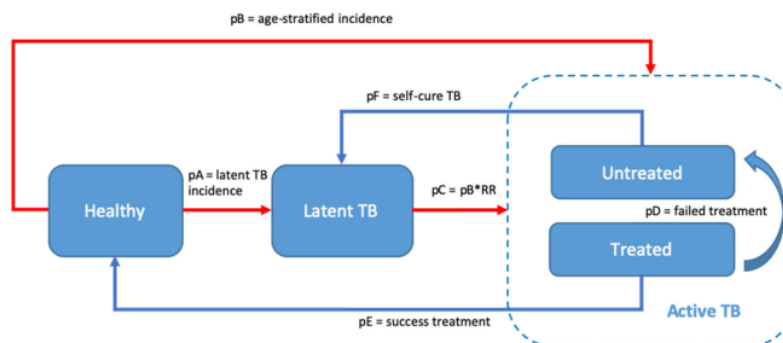 pB = age-stratified incidence
pF = self-cure TB
pA = latent TB
incidence
Healthy
Latent TB
pC = pB*RR
Untreated
pD = failed treatment
Treated
Active TB
pE = success treatment